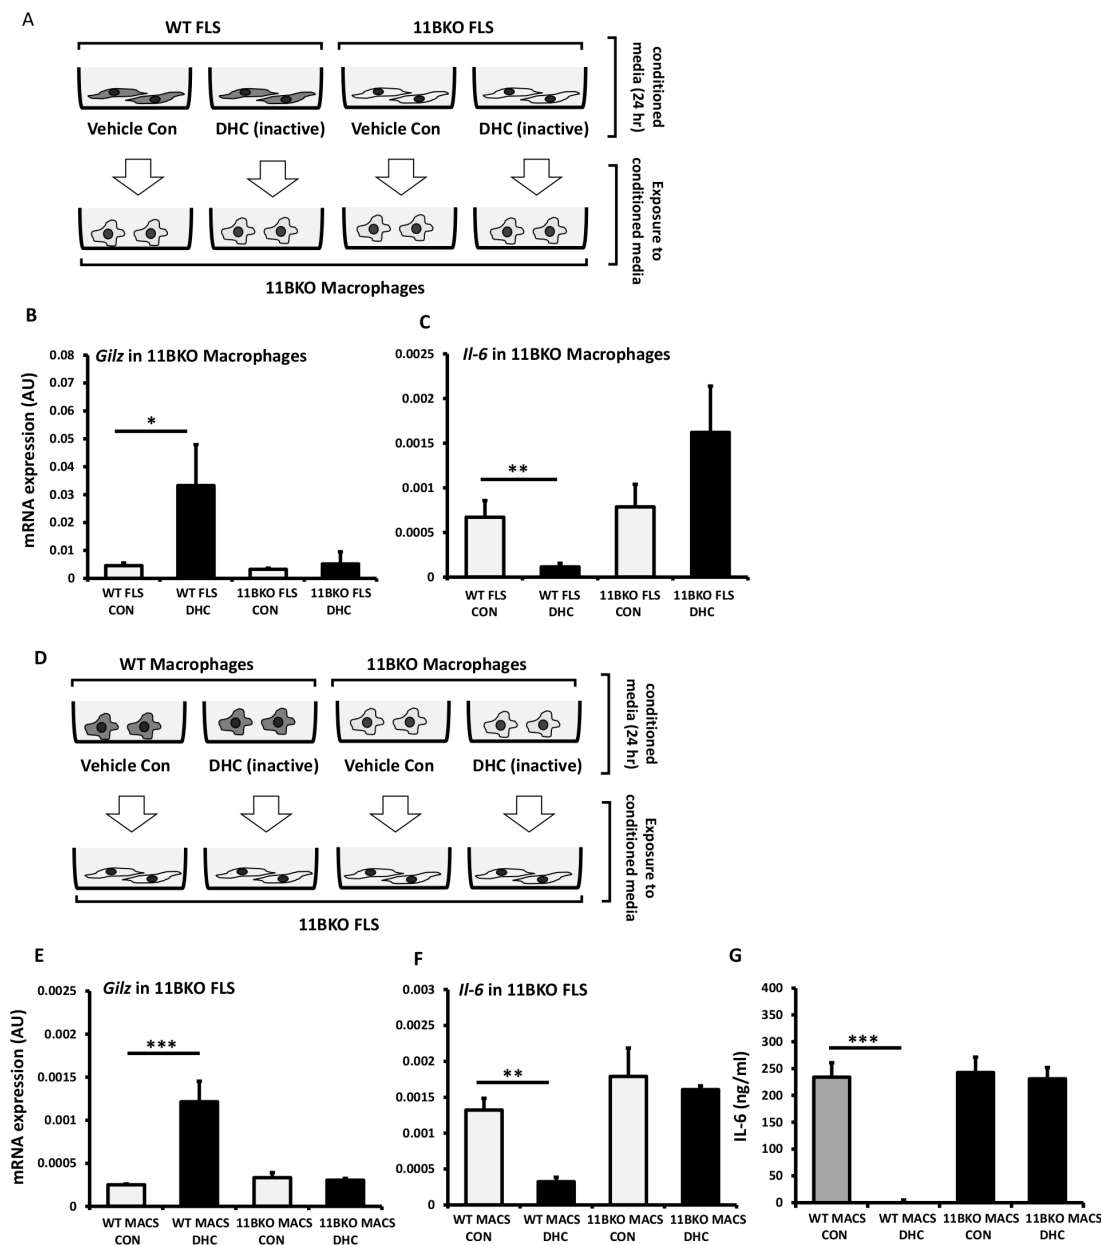 A
WT FLS
11BKO FLS
Vehicle Con
DHC (inactive)
Vehicle Con
DHC (inactive)
conditioned
media (24 hr)
Exposure to
conditioned media
11BKO Macrophages
B
Gilz in 11BKO Macrophages
mRNA expression (AU)
0.08
0.07
0.06
0.05
0.04
0.03
0.02
0.01
0
*
WT FLS
CON
WT FLS
DHC
11BKO FLS
CON
11BKO FLS
DHC
C
Il-6 in 11BKO Macrophages
0.0025
0.002
0.0015
0.001
0.0005
0
**
WT FLS
CON
WT FLS
DHC
11BKO FLS
CON
11BKO FLS
DHC
D
WT Macrophages
11BKO Macrophages
Vehicle Con
DHC (inactive)
Vehicle Con
DHC (inactive)
conditioned
media (24 hr)
Exposure to
conditioned media
11BKO FLS
E
Gilz in 11BKO FLS
mRNA expression (AU)
0.0025
0.002
0.0015
0.001
0.0005
0
***
WT MACS
CON
WT MACS
DHC
11BKO MACS
CON
11BKO MACS
DHC
F
Il-6 in 11BKO FLS
0.003
0.0025
0.002
0.0015
0.001
0.0005
0
**
WT MACS
CON
WT MACS
DHC
11BKO MACS
CON
11BKO MACS
DHC
G
IL-6 (ng/ml)
400
350
300
250
200
150
100
50
0
***
WT MACS
CON
WT MACS
DHC
11BKO MACS
CON
11BKO MACS
DHC